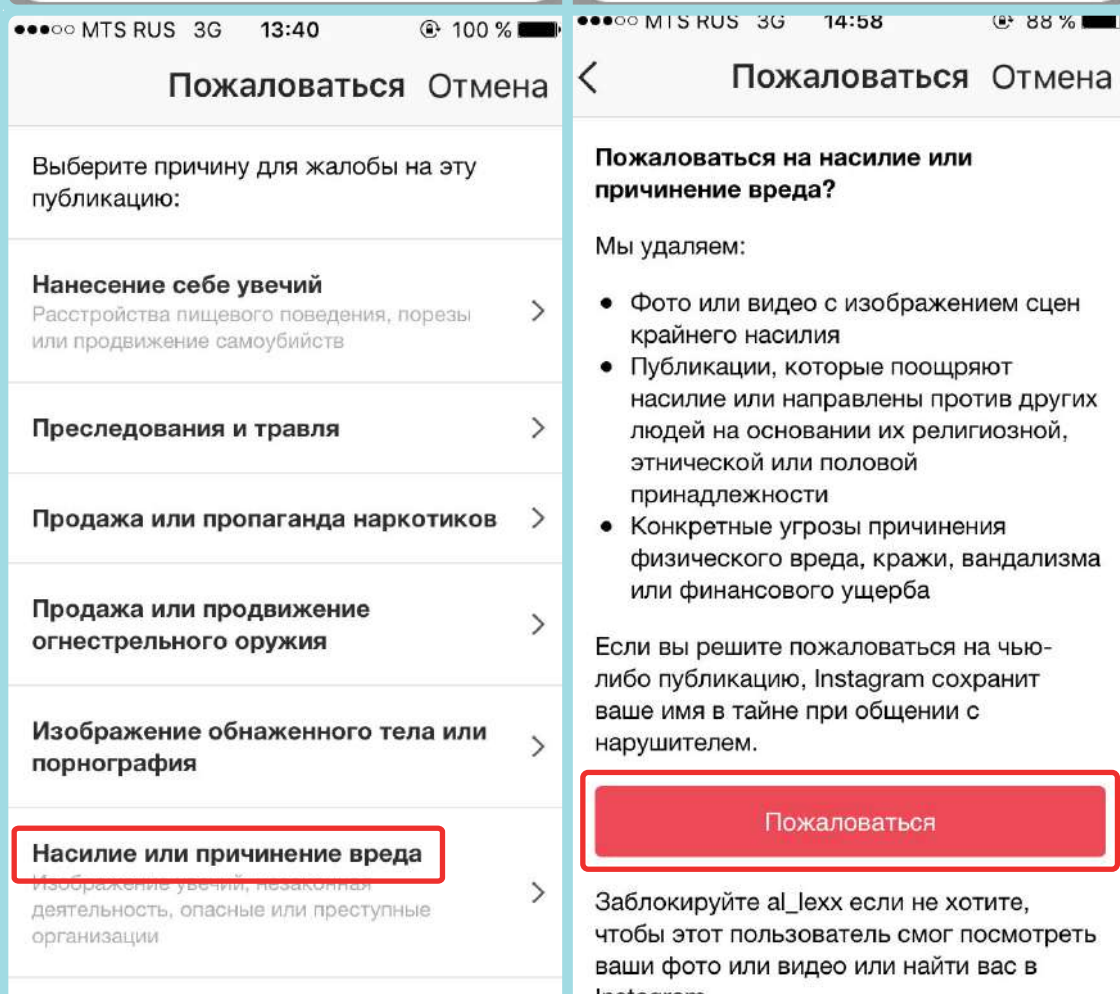 MTS RUS 3G 13:40 100 %
Пожаловаться Отмена
Выберите причину для жалобы на эту
публикацию:
Нанесение себе увечий
Расстройства пищевого поведения, порезы
или продвижение самоубийств
Преследования и травля
Продажа или пропаганда наркотиков
Продажа или продвижение
огнестрельного оружия
Изображение обнаженного тела или
порнография
Насилие или причинение вреда
Изображение увечий, незаконная
деятельность, опасные или преступные
организации
MTS RUS 3G 14:58 88 %
Пожаловаться Отмена
Пожаловаться на насилие или
причинение вреда?
Мы удаляем:
• Фото или видео с изображением сцен
крайнего насилия
• Публикации, которые поощряют
насилие или направлены против других
людей на основании их религиозной,
этнической или половой
принадлежности
• Конкретные угрозы причинения
физического вреда, кражи, вандализма
или финансового ущерба
Если вы решите пожаловаться на чью-
либо публикацию, Instagram сохранит
ваше имя в тайне при общении с
нарушителем.
Пожаловаться
Заблокируйте al_lexx если не хотите,
чтобы этот пользователь смог посмотреть
ваши фото или видео или найти вас в
Instagram